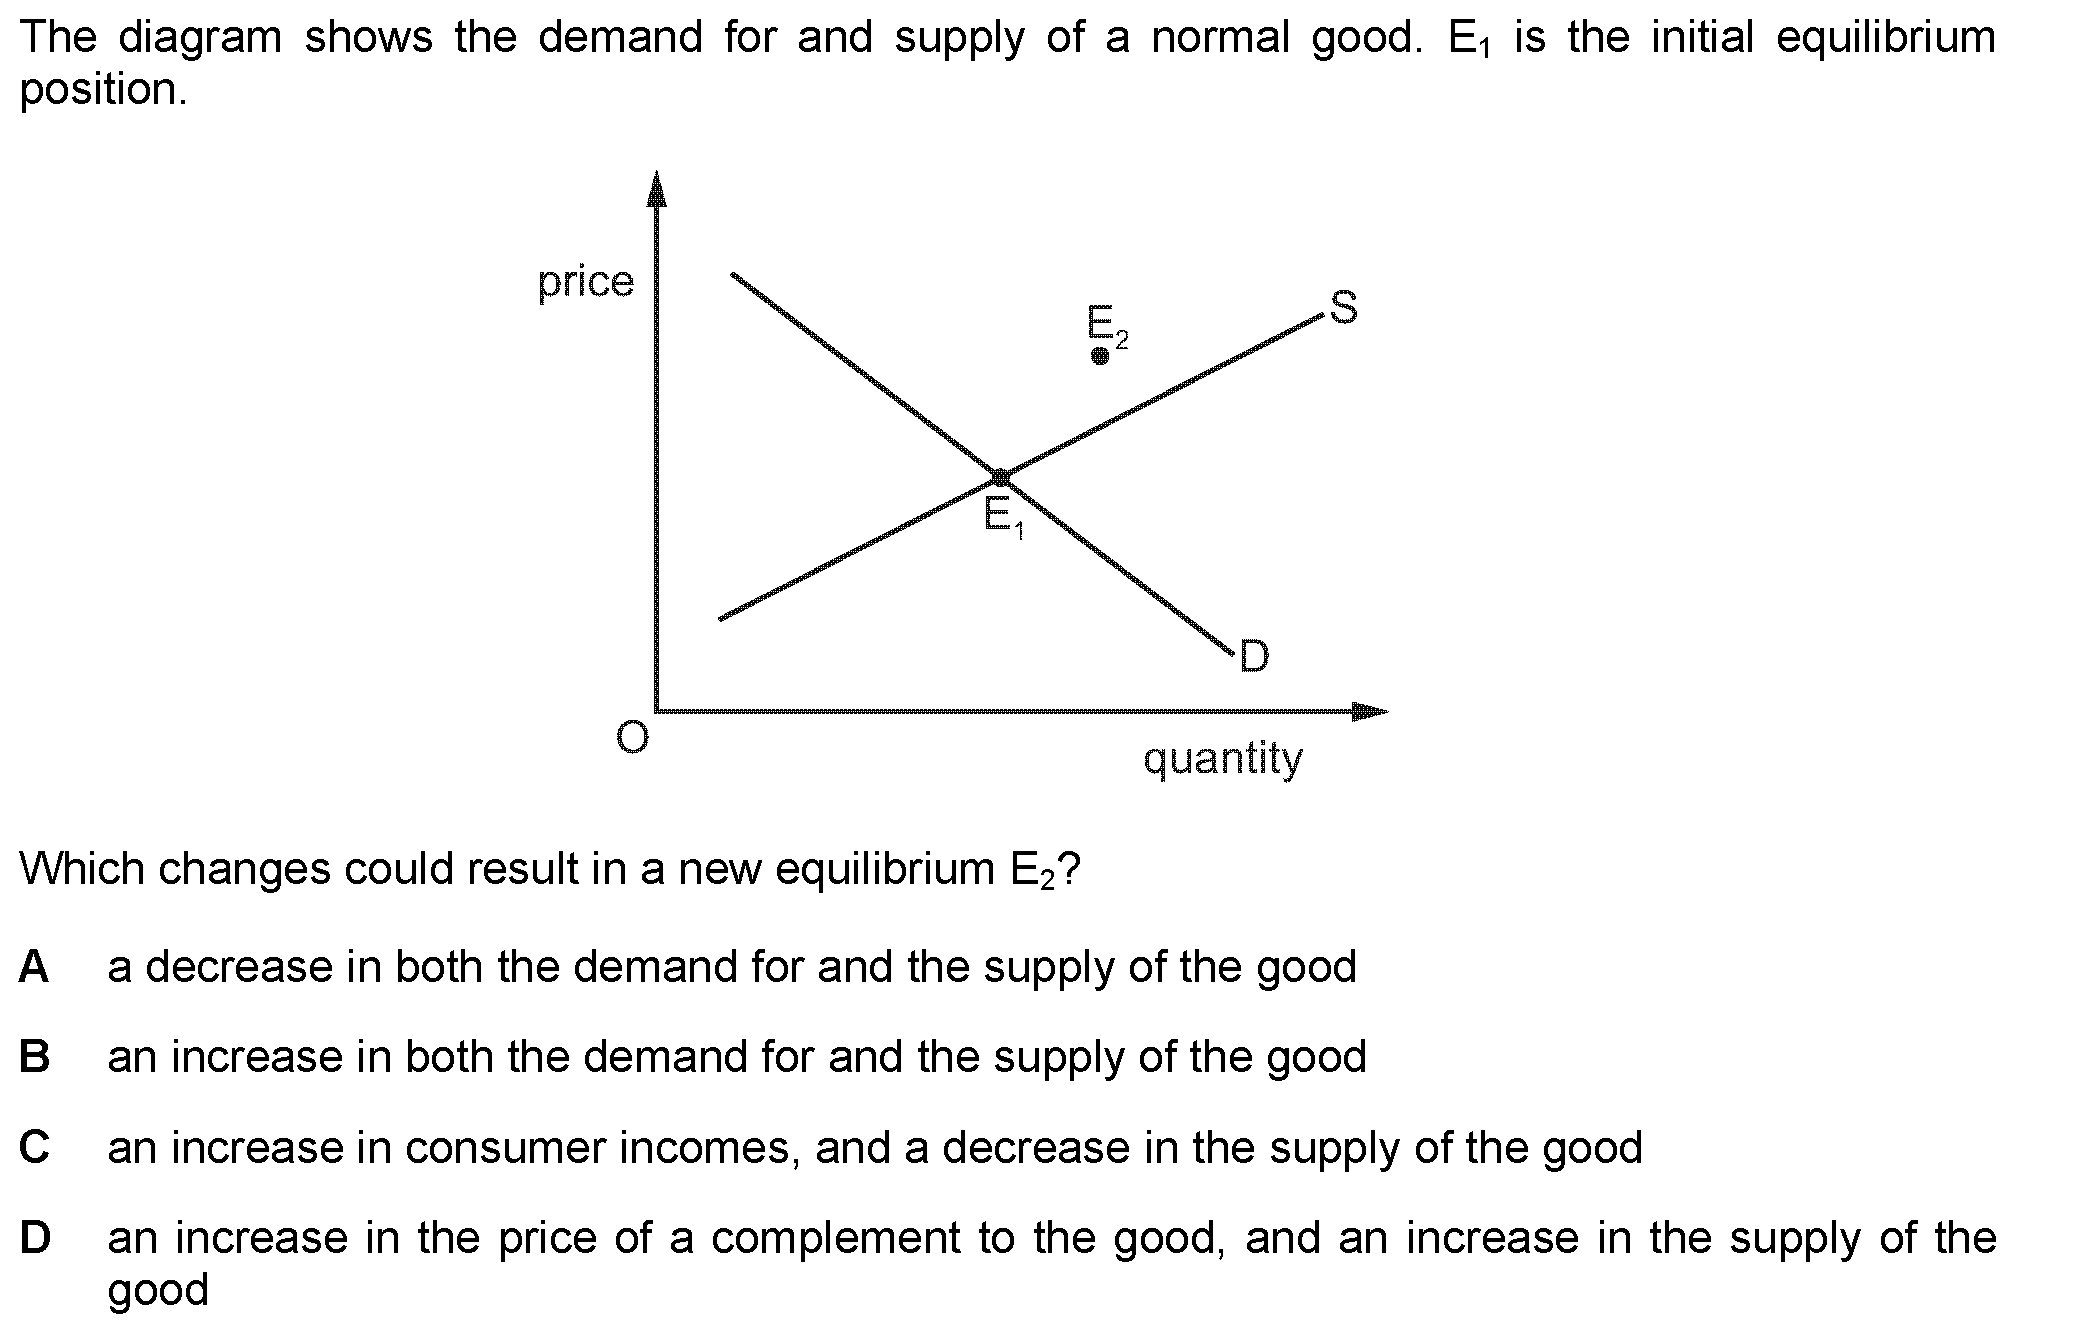 The diagram shows the demand for and supply of a normal good. E₁ is the initial equilibrium
position.
price
E₂
S
E₁
D
O
quantity
Which changes could result in a new equilibrium E₂?
A a decrease in both the demand for and the supply of the good
B an increase in both the demand for and the supply of the good
C an increase in consumer incomes, and a decrease in the supply of the good
D an increase in the price of a complement to the good, and an increase in the supply of the
good